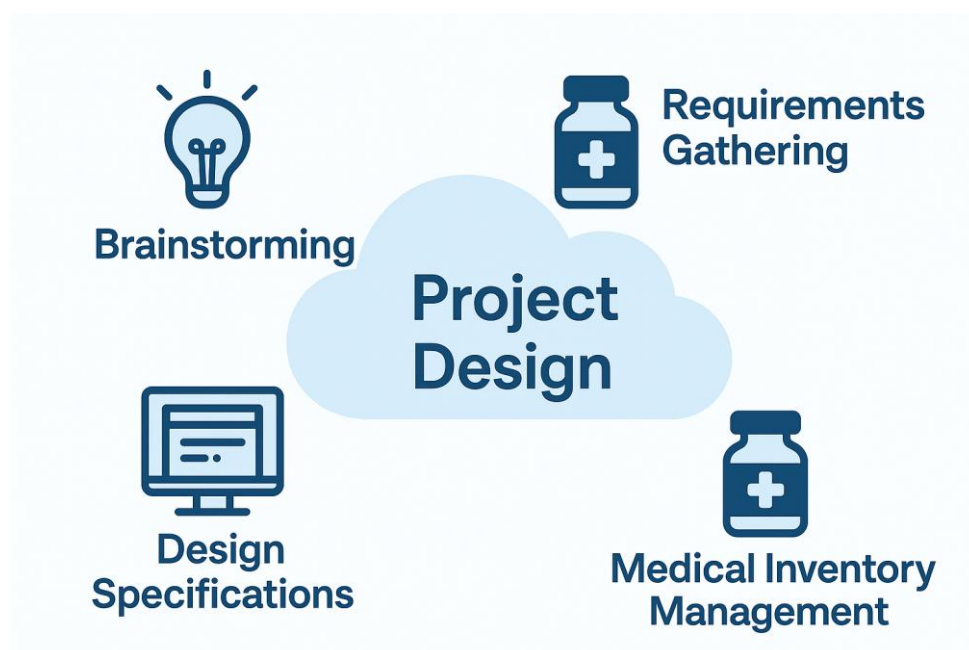 Brainstorming
Requirements
Gathering
Project
Design
Design
Specifications
Medical Inventory
Management